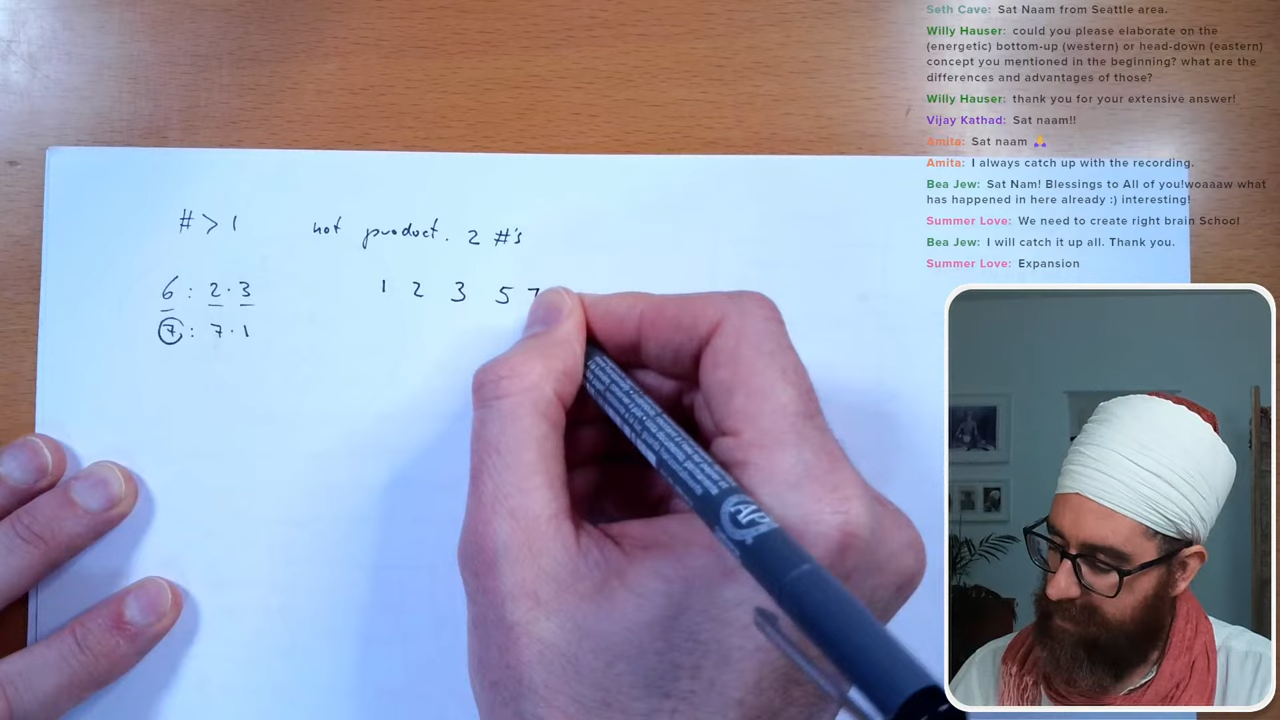 Seth Cave: Sat Naam from Seattle area.
Willy Hauser: could you please elaborate on the
(energetic) bottom-up (western) or head-down (eastern)
concept you mentioned in the beginning? what are the
differences and advantages of those?
Willy Hauser: thank you for your extensive answer!
Vijay Kathad: Sat naam!!
Amita: Sat naam 🙏
Amita: I always catch up with the recording.
Bea Jew: Sat Nam! Blessings to All of you!woaaaw what
has happened in here already :) interesting!
Summer Love: We need to create right brain School
Bea Jew: I will catch it up all. Thank you.
Summer Love: Expansion
# > 1 not product. 2 #'s
6 : 2 · 3 1 2 3 5 7
7 : 7 · 1